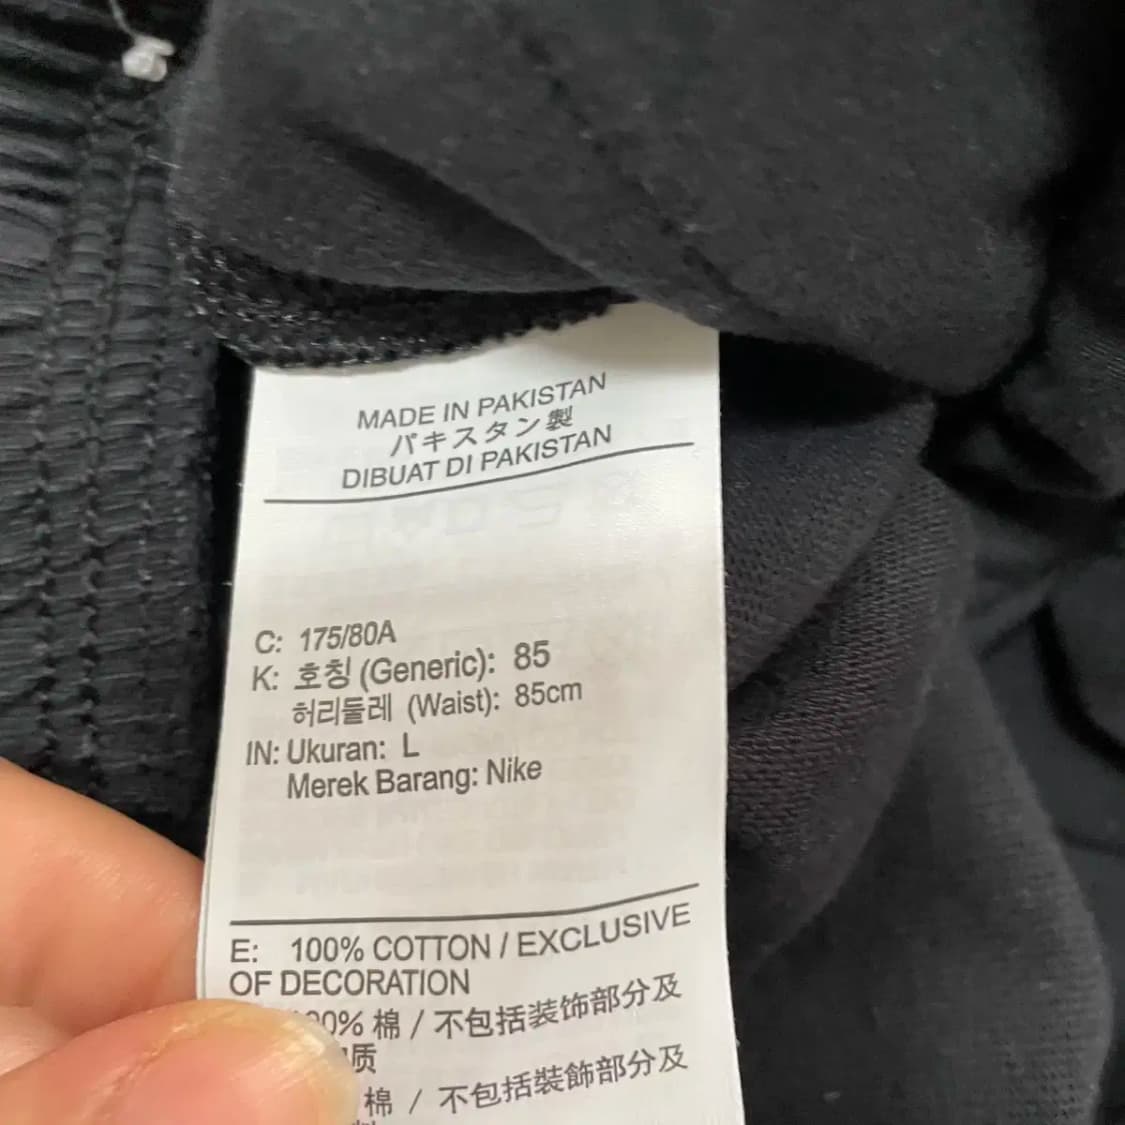 MADE IN PAKISTAN
パキスタン製
DIBUAT DI PAKISTAN
C: 175/80A
K: 호칭 (Generic): 85
허리둘레 (Waist): 85cm
IN: Ukuran: L
Merek Barang: Nike
E: 100% COTTON / EXCLUSIVE
OF DECORATION
00% 棉 / 不包括装饰部分及
质
棉 / 不包括裝飾部分及